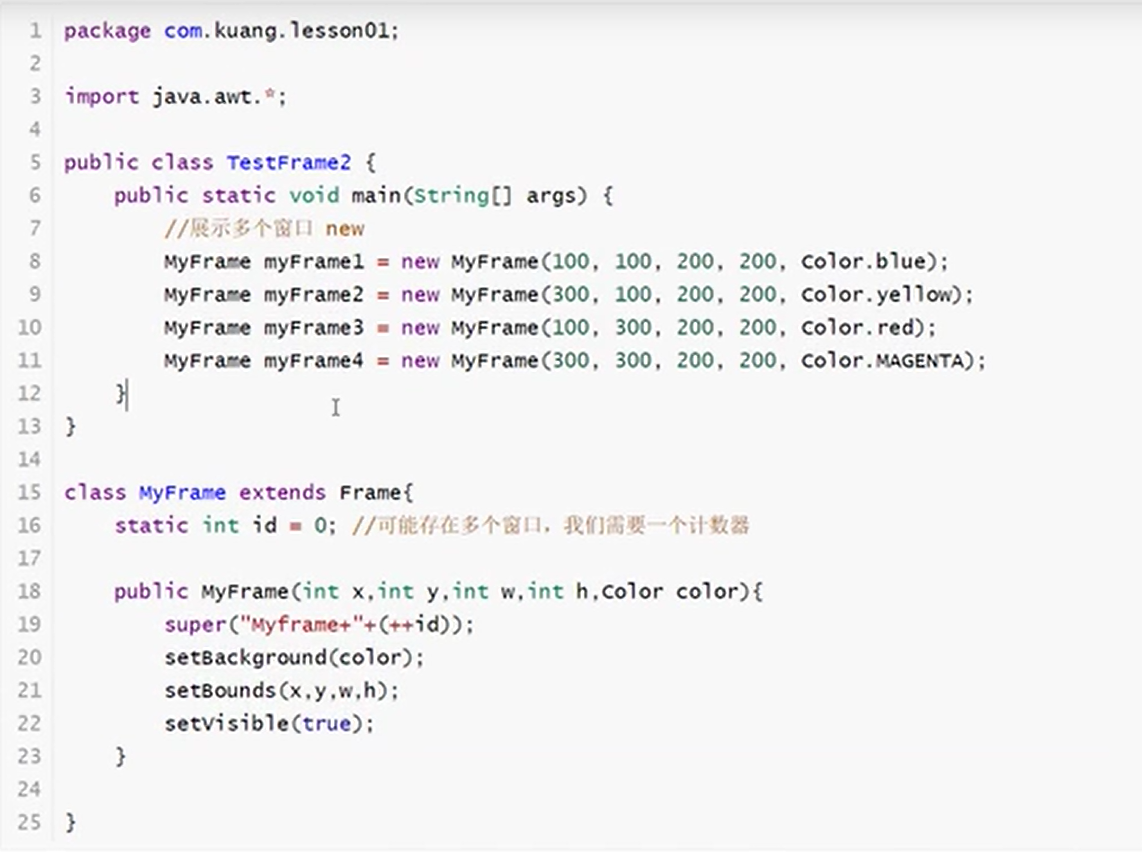 1 package com.kuang.lesson01;
2
3 import java.awt.*;
4
5 public class TestFrame2 {
6     public static void main(String[] args) {
7         //展示多个窗口 new
8         MyFrame myFrame1 = new MyFrame(100, 100, 200, 200, Color.blue);
9         MyFrame myFrame2 = new MyFrame(300, 100, 200, 200, Color.yellow);
10         MyFrame myFrame3 = new MyFrame(100, 300, 200, 200, Color.red);
11         MyFrame myFrame4 = new MyFrame(300, 300, 200, 200, Color.MAGENTA);
12     }
13 }
14
15 class MyFrame extends Frame{
16     static int id = 0; //可能存在多个窗口，我们需要一个计数器
17
18     public MyFrame(int x,int y,int w,int h,Color color){
19         super("Myframe+"+(++id));
20         setBackground(color);
21         setBounds(x,y,w,h);
22         setVisible(true);
23     }
24
25 }